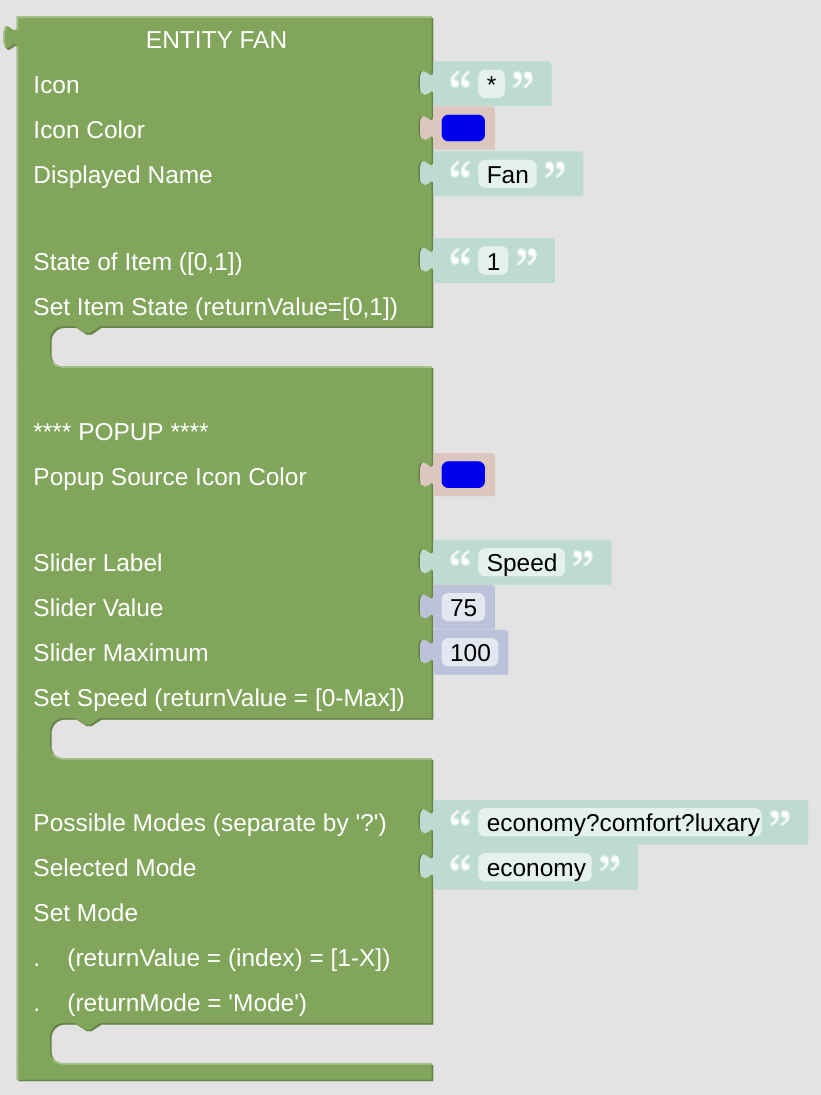 ENTITY FAN
Icon “ * ”
Icon Color
Displayed Name “ Fan ”
State of Item ([0,1]) “ 1 ”
Set Item State (returnValue=[0,1])
**** POPUP ****
Popup Source Icon Color
Slider Label “ Speed ”
Slider Value 75
Slider Maximum 100
Set Speed (returnValue = [0-Max])
Possible Modes (separate by '?') “ economy?comfort?luxary ”
Selected Mode “ economy ”
Set Mode
. (returnValue = (index) = [1-X])
. (returnMode = 'Mode')